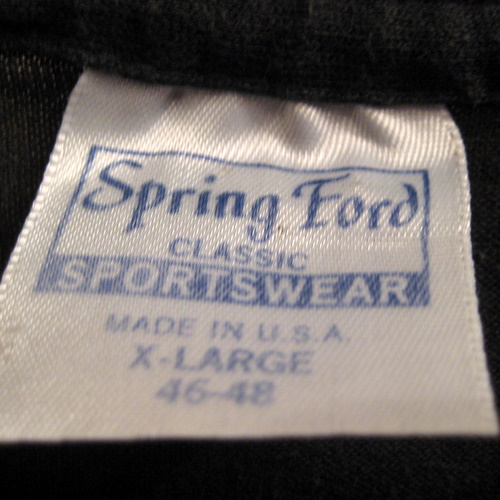 Spring Ford
CLASSIC
SPORTSWEAR
MADE IN U.S.A.
X-LARGE
46-48